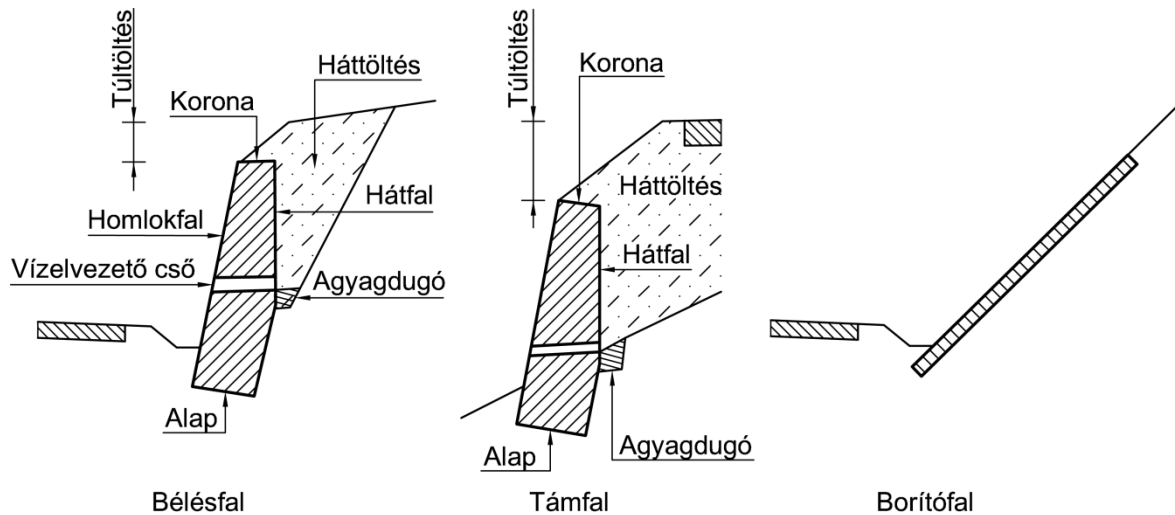 Túltöltés
Korona
Háttöltés
Homlokfal
Hátfal
Vízelvezető cső
Agyagdugó
Alap
Bélésfal
Túltöltés
Korona
Háttöltés
Hátfal
Alap
Agyagdugó
Támfal
Borítófal